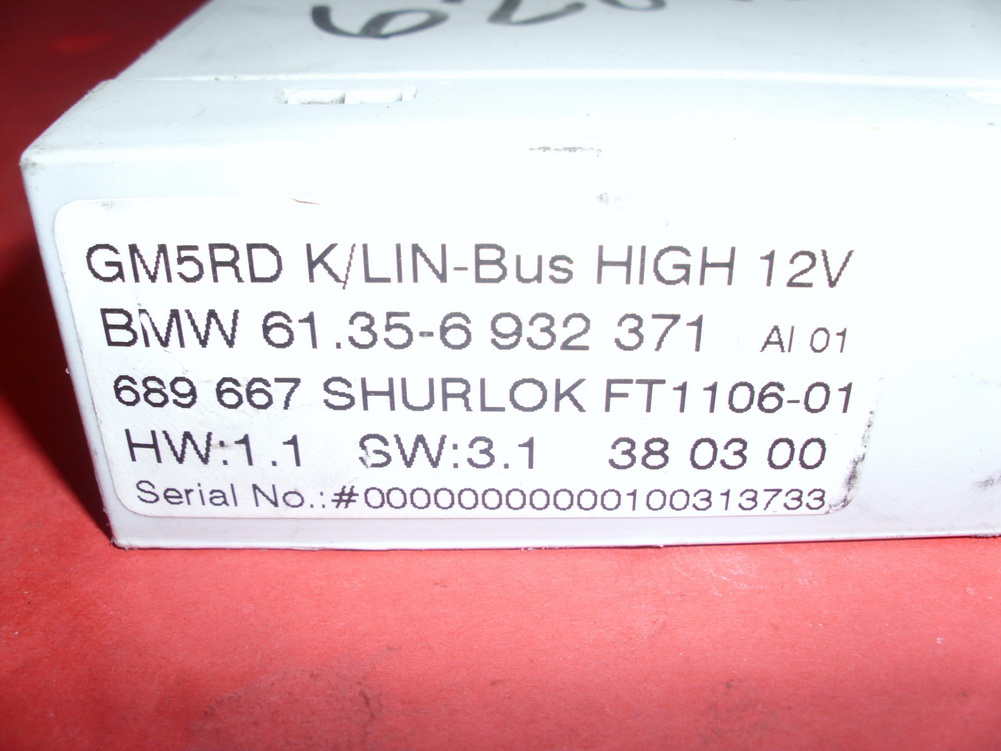 GM5RD K/LIN-Bus HIGH 12V
BMW 61.35-6 932 371 AI 01
689 667 SHURLOK FT1106-01
HW:1.1 SW:3.1 38 03 00
Serial No.:#000000000000100313733